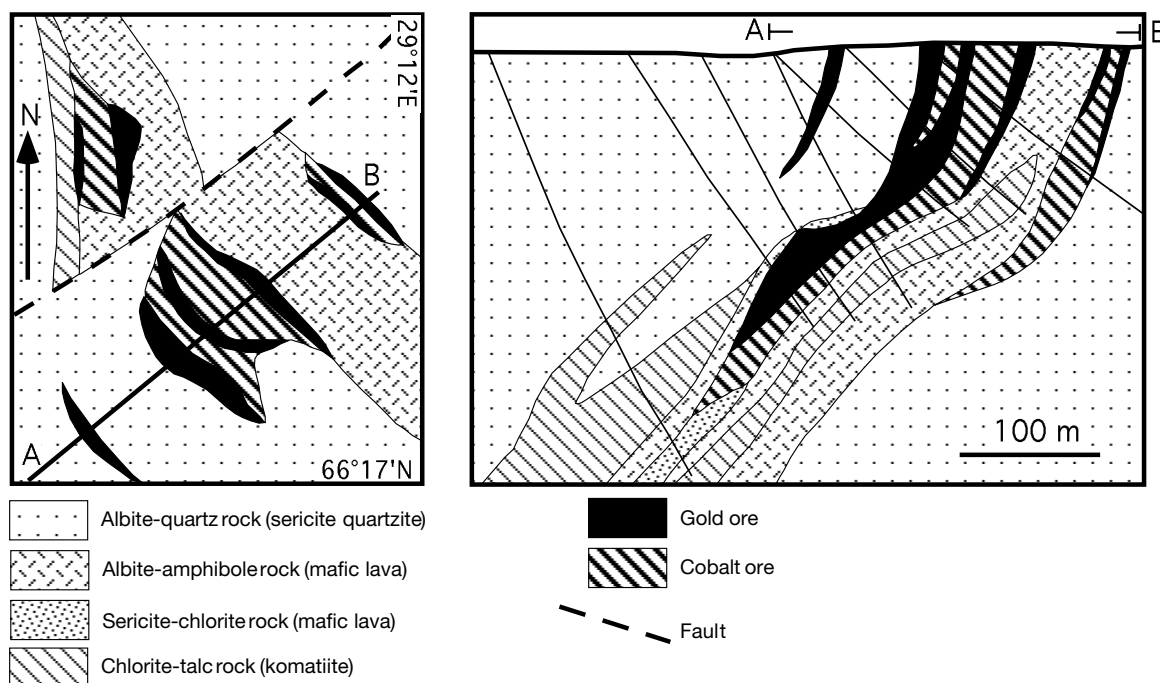 29°12'E
N
B
A
66°17'N
A
B
100 m
Albite-quartz rock (sericite quartzite)
Albite-amphibole rock (mafic lava)
Sericite-chlorite rock (mafic lava)
Chlorite-talc rock (komatiite)
Gold ore
Cobalt ore
Fault